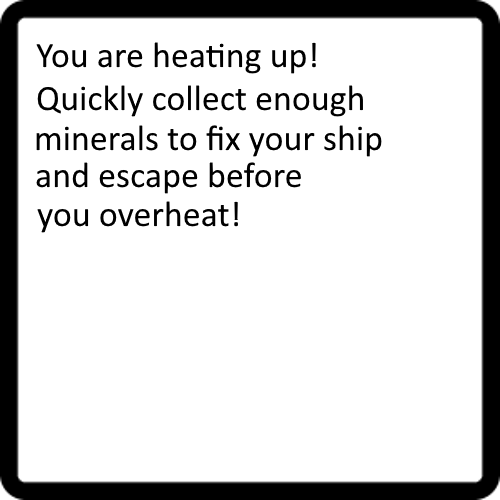 You are heating up!
Quickly collect enough
minerals to fix your ship
and escape before
you overheat!